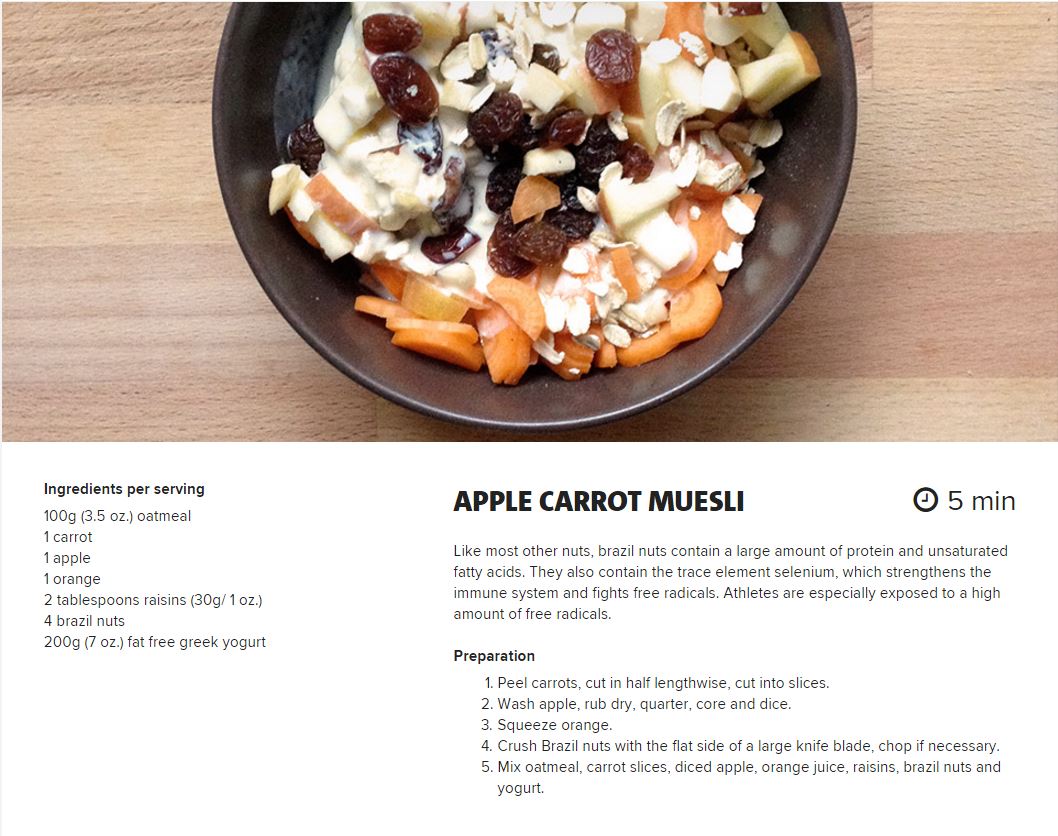 Ingredients per serving
100g (3.5 oz.) oatmeal
1 carrot
1 apple
1 orange
2 tablespoons raisins (30g/ 1 oz.)
4 brazil nuts
200g (7 oz.) fat free greek yogurt
APPLE CARROT MUESLI
5 min
Like most other nuts, brazil nuts contain a large amount of protein and unsaturated
fatty acids. They also contain the trace element selenium, which strengthens the
immune system and fights free radicals. Athletes are especially exposed to a high
amount of free radicals.
Preparation
1. Peel carrots, cut in half lengthwise, cut into slices.
2. Wash apple, rub dry, quarter, core and dice.
3. Squeeze orange.
4. Crush Brazil nuts with the flat side of a large knife blade, chop if necessary.
5. Mix oatmeal, carrot slices, diced apple, orange juice, raisins, brazil nuts and
yogurt.